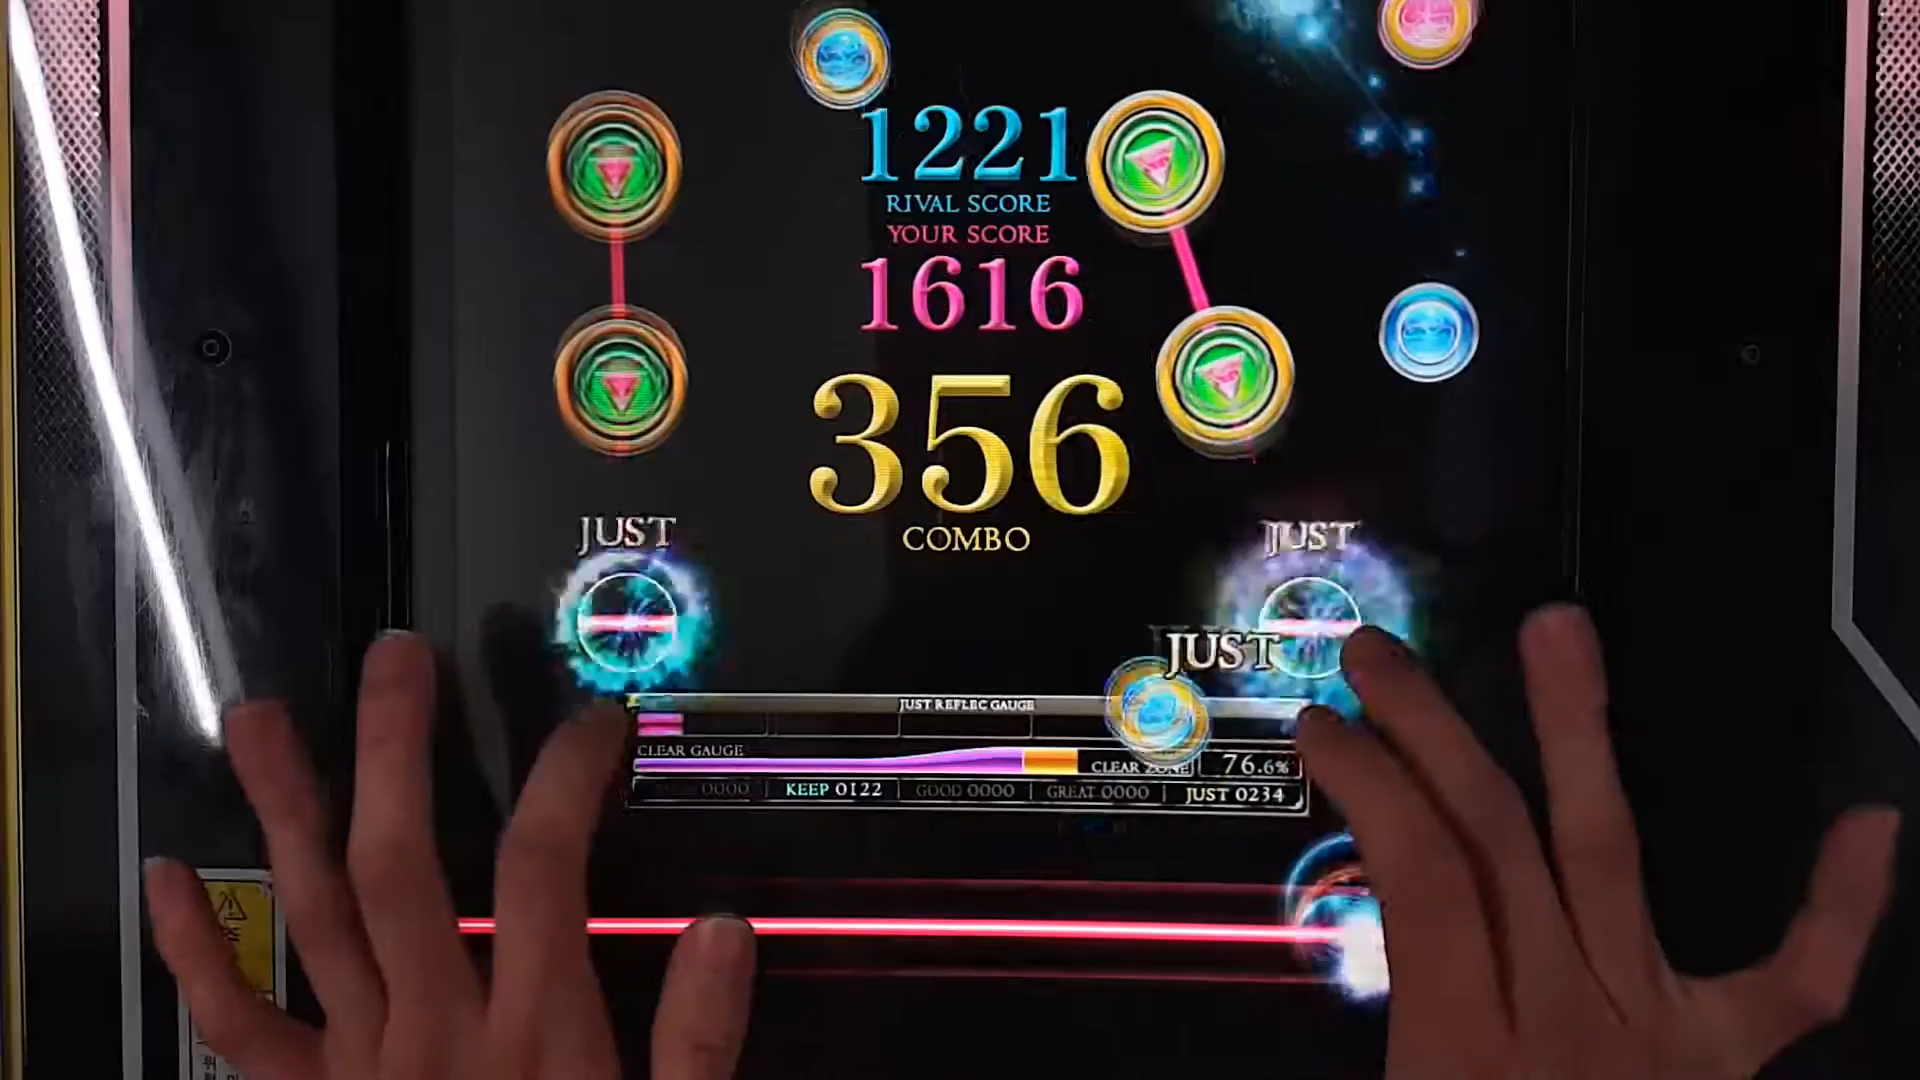 1221
RIVAL SCORE
YOUR SCORE
1616
356
COMBO
JUST
JUST
JUST
JUST REFLEC GAUGE
CLEAR GAUGE
CLEAR ZONE 76.6%
0000 KEEP 0122 GOOD 0000 GREAT 0000 JUST 0234